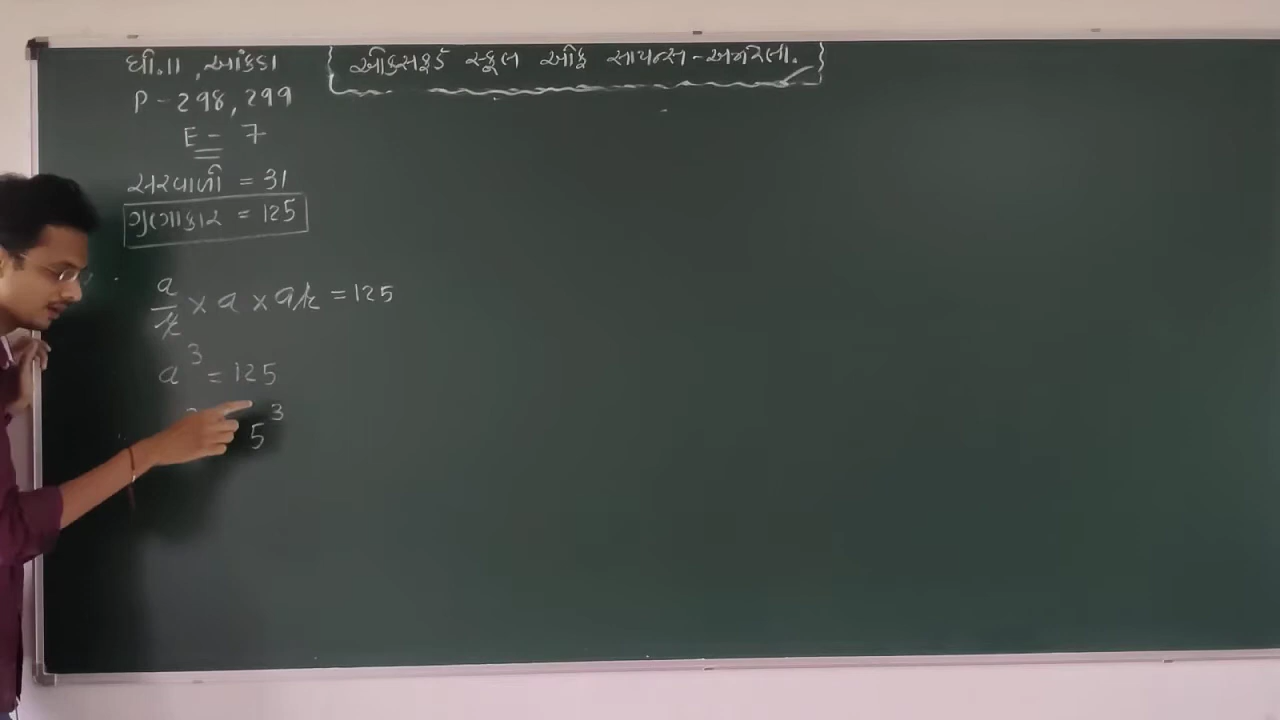 ધો.11 , આંકડા
{ ઓક્સફર્ડ સ્કૂલ ઓફ સાયન્સ - અમરેલી. }
P - 298, 299
E - 7
સરવાળો = 31
ગુણાકાર = 125
a/r × a × ar = 125
a³ = 125
5³